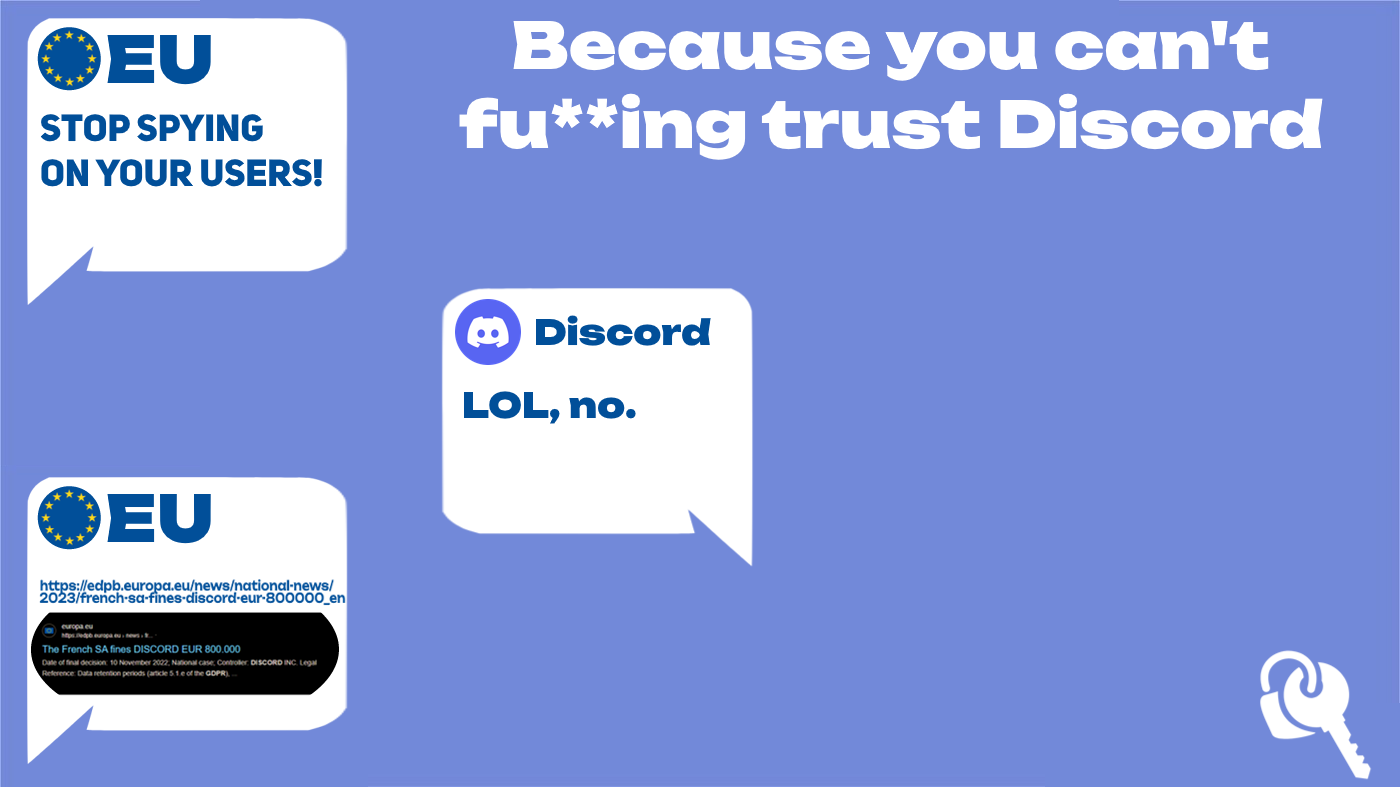 Because you can't
fu**ing trust Discord
EU
STOP SPYING
ON YOUR USERS!
Discord
LOL, no.
EU
https://edpb.europa.eu/news/national-news/
2023/french-sa-fines-discord-eur-800000_en
europa.eu
https://edpb.europa.eu › news › fr... ·
The French SA fines DISCORD EUR 800.000
Date of final decision: 10 November 2022; National case; Controller: DISCORD INC. Legal
Reference: Data retention periods (article 5.1.e of the GDPR), ...